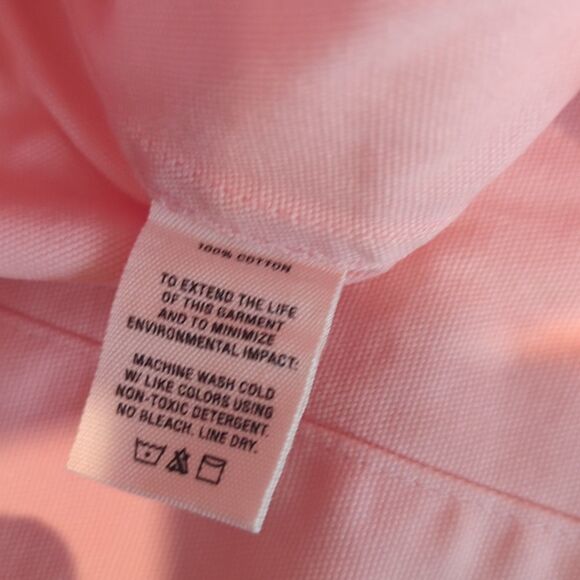 100% COTTON
TO EXTEND THE LIFE
OF THIS GARMENT
AND TO MINIMIZE
ENVIRONMENTAL IMPACT:
MACHINE WASH COLD
W/ LIKE COLORS USING
NON-TOXIC DETERGENT.
NO BLEACH. LINE DRY.